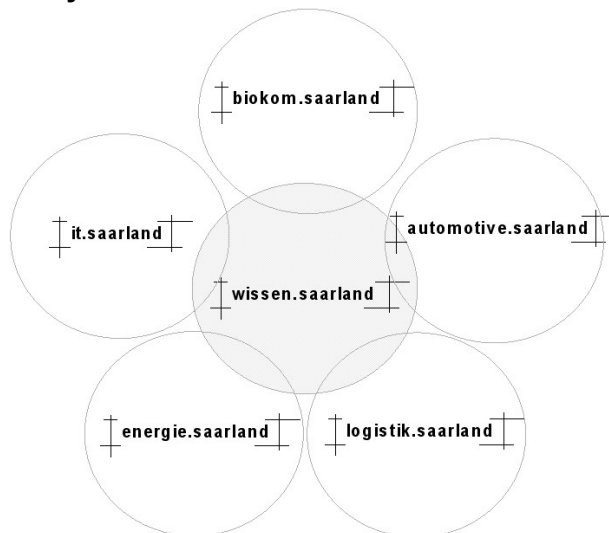 biokom.saarland
it.saarland
automotive.saarland
wissen.saarland
energie.saarland
logistik.saarland